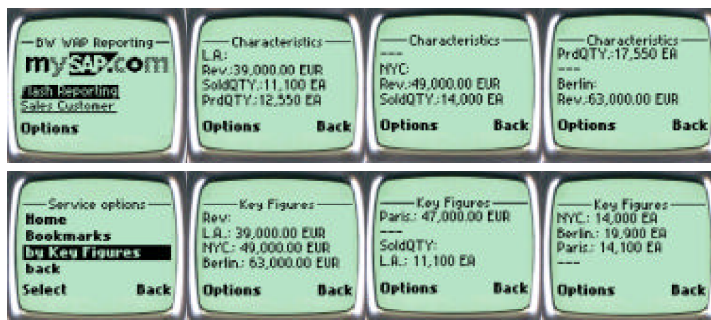 BW WAP Reporting
mySAP.com
Flash Reporting
Sales Customer
Options
Characteristics
L.A.:
Rev.:39,000.00 EUR
SoldQTY.:11,100 EA
PrdQTY.:12,550 EA
Options Back
Characteristics
---
NYC:
Rev.:49,000.00 EUR
SoldQTY.:14,000 EA
Options Back
Characteristics
PrdQTY.:17,550 EA
---
Berlin:
Rev.:63,000.00 EUR
Options Back
Service options
Home
Bookmarks
by Key Figures
back
Select Back
Key Figures
Rev:
L.A.: 39,000.00 EUR
NYC.: 49,000.00 EUR
Berlin.: 63,000.00 EUR
Options Back
Key Figures
Paris.: 47,000.00 EUR
---
SoldQTY:
L.A.: 11,100 EA
Options Back
Key Figures
NYC.: 14,000 EA
Berlin.: 19,900 EA
Paris.: 14,100 EA
---
Options Back